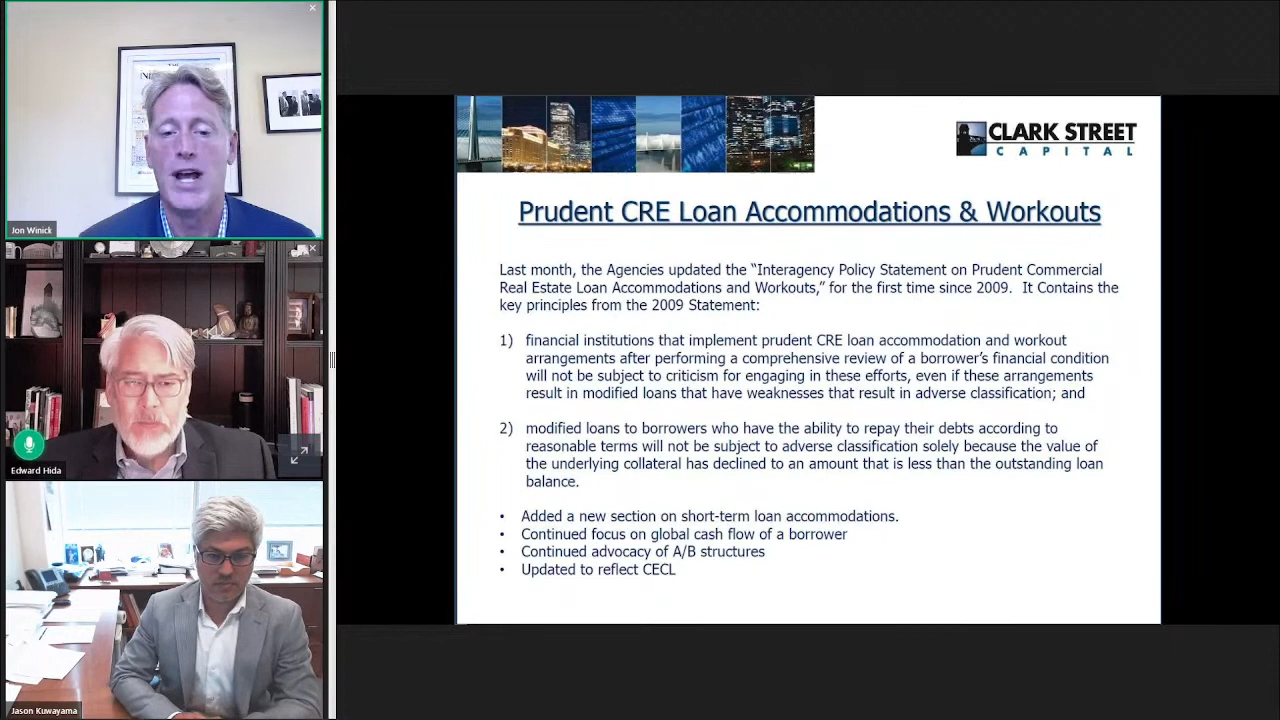 Jon Winick
Edward Hida
Jason Kuwayama
CLARK STREET
CAPITAL
Prudent CRE Loan Accommodations & Workouts
Last month, the Agencies updated the “Interagency Policy Statement on Prudent Commercial
Real Estate Loan Accommodations and Workouts,” for the first time since 2009. It Contains the
key principles from the 2009 Statement:
1) financial institutions that implement prudent CRE loan accommodation and workout
arrangements after performing a comprehensive review of a borrower’s financial condition
will not be subject to criticism for engaging in these efforts, even if these arrangements
result in modified loans that have weaknesses that result in adverse classification; and
2) modified loans to borrowers who have the ability to repay their debts according to
reasonable terms will not be subject to adverse classification solely because the value of
the underlying collateral has declined to an amount that is less than the outstanding loan
balance.
• Added a new section on short-term loan accommodations.
• Continued focus on global cash flow of a borrower
• Continued advocacy of A/B structures
• Updated to reflect CECL